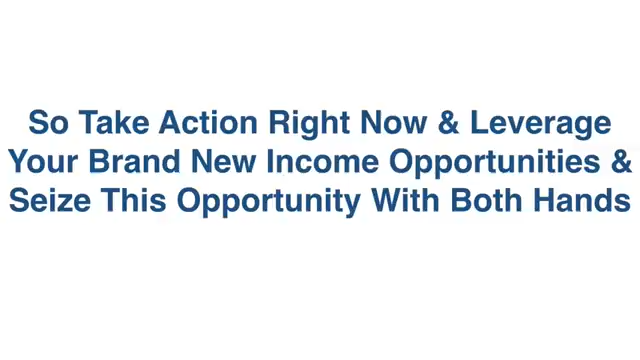 So Take Action Right Now & Leverage
Your Brand New Income Opportunities &
Seize This Opportunity With Both Hands